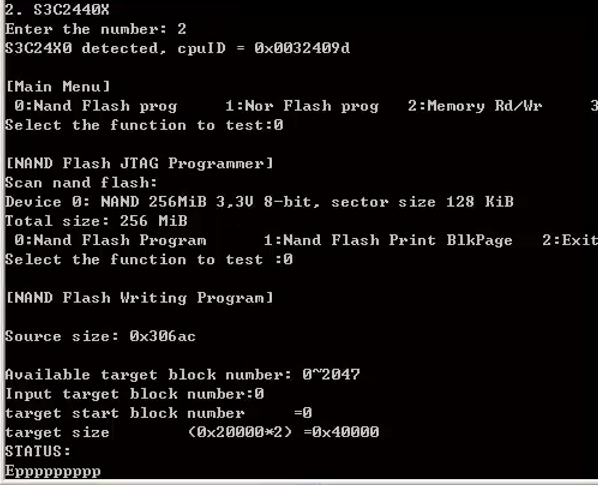 2. S3C2440X
Enter the number: 2
S3C24X0 detected, cpuID = 0x0032409d
[Main Menu]
0:Nand Flash prog 1:Nor Flash prog 2:Memory Rd/Wr 3
Select the function to test:0
[NAND Flash JTAG Programmer]
Scan nand flash:
Device 0: NAND 256MiB 3,3V 8-bit, sector size 128 KiB
Total size: 256 MiB
0:Nand Flash Program 1:Nand Flash Print BlkPage 2:Exit
Select the function to test :0
[NAND Flash Writing Program]
Source size: 0x306ac
Available target block number: 0~2047
Input target block number:0
target start block number =0
target size (0x20000*2) =0x40000
STATUS:
Epppppppppp